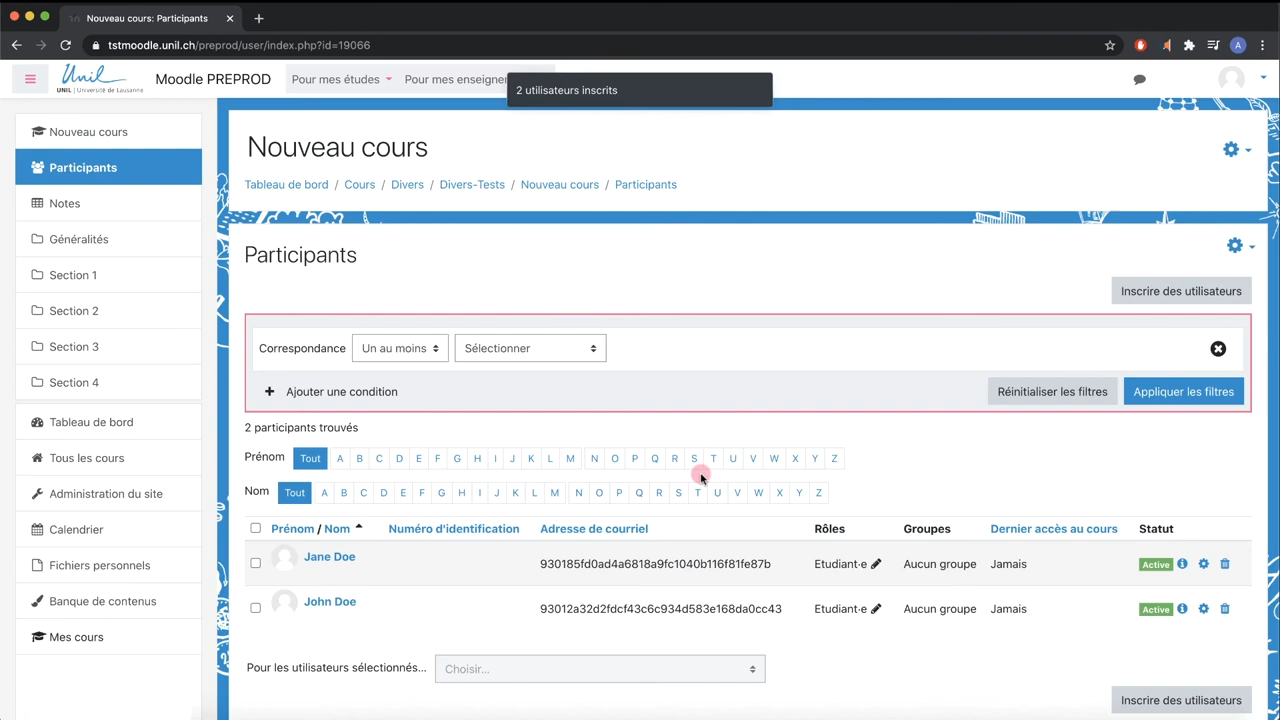 Nouveau cours: Participants
tstmoodle.unil.ch/preprod/user/index.php?id=19066
A
Unil
UNIL | Université de Lausanne
Moodle PREPROD
Pour mes études
Pour mes enseigner
2 utilisateurs inscrits
Nouveau cours
Participants
Notes
Généralités
Section 1
Section 2
Section 3
Section 4
Tableau de bord
Tous les cours
Administration du site
Calendrier
Fichiers personnels
Banque de contenus
Mes cours
Nouveau cours
Tableau de bord / Cours / Divers / Divers-Tests / Nouveau cours / Participants
Participants
Inscrire des utilisateurs
Correspondance Un au moins Sélectionner
Ajouter une condition
Réinitialiser les filtres Appliquer les filtres
2 participants trouvés
Prénom Tout A B C D E F G H I J K L M N O P Q R S T U V W X Y Z
Nom Tout A B C D E F G H I J K L M N O P Q R S T U V W X Y Z
Prénom / Nom Numéro d'identification Adresse de courriel Rôles Groupes Dernier accès au cours Statut
Jane Doe 930185fd0ad4a6818a9fc1040b116f81fe87b Etudiant·e Aucun groupe Jamais Active
John Doe 93012a32d2fdcf43c6c934d583e168da0cc43 Etudiant·e Aucun groupe Jamais Active
Pour les utilisateurs sélectionnés... Choisir...
Inscrire des utilisateurs